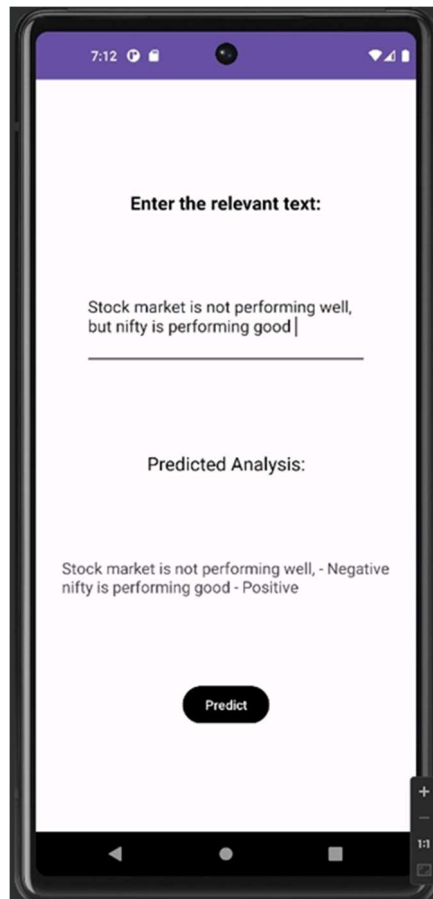 7:12
Enter the relevant text:
Stock market is not performing well,
but nifty is performing good
Predicted Analysis:
Stock market is not performing well, - Negative
nifty is performing good - Positive
Predict
1:1